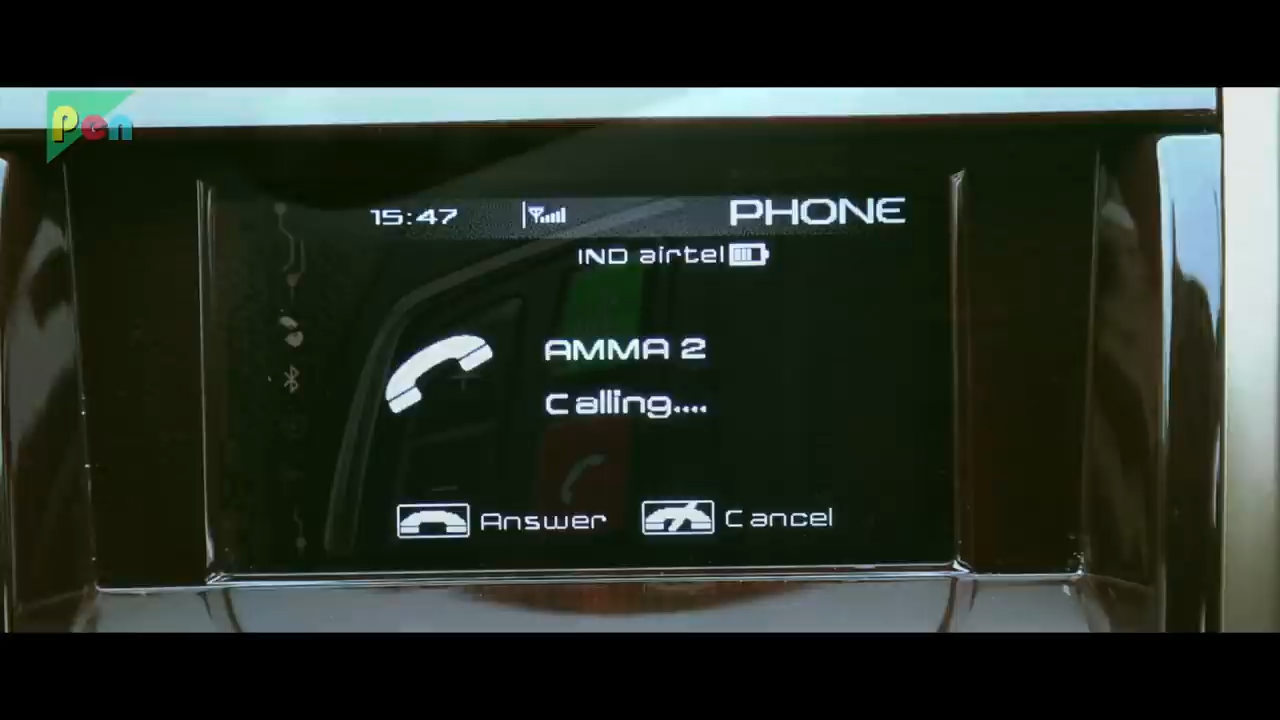 Pen
15:47 PHONE
IND airtel
AMMA 2
Calling....
Answer Cancel